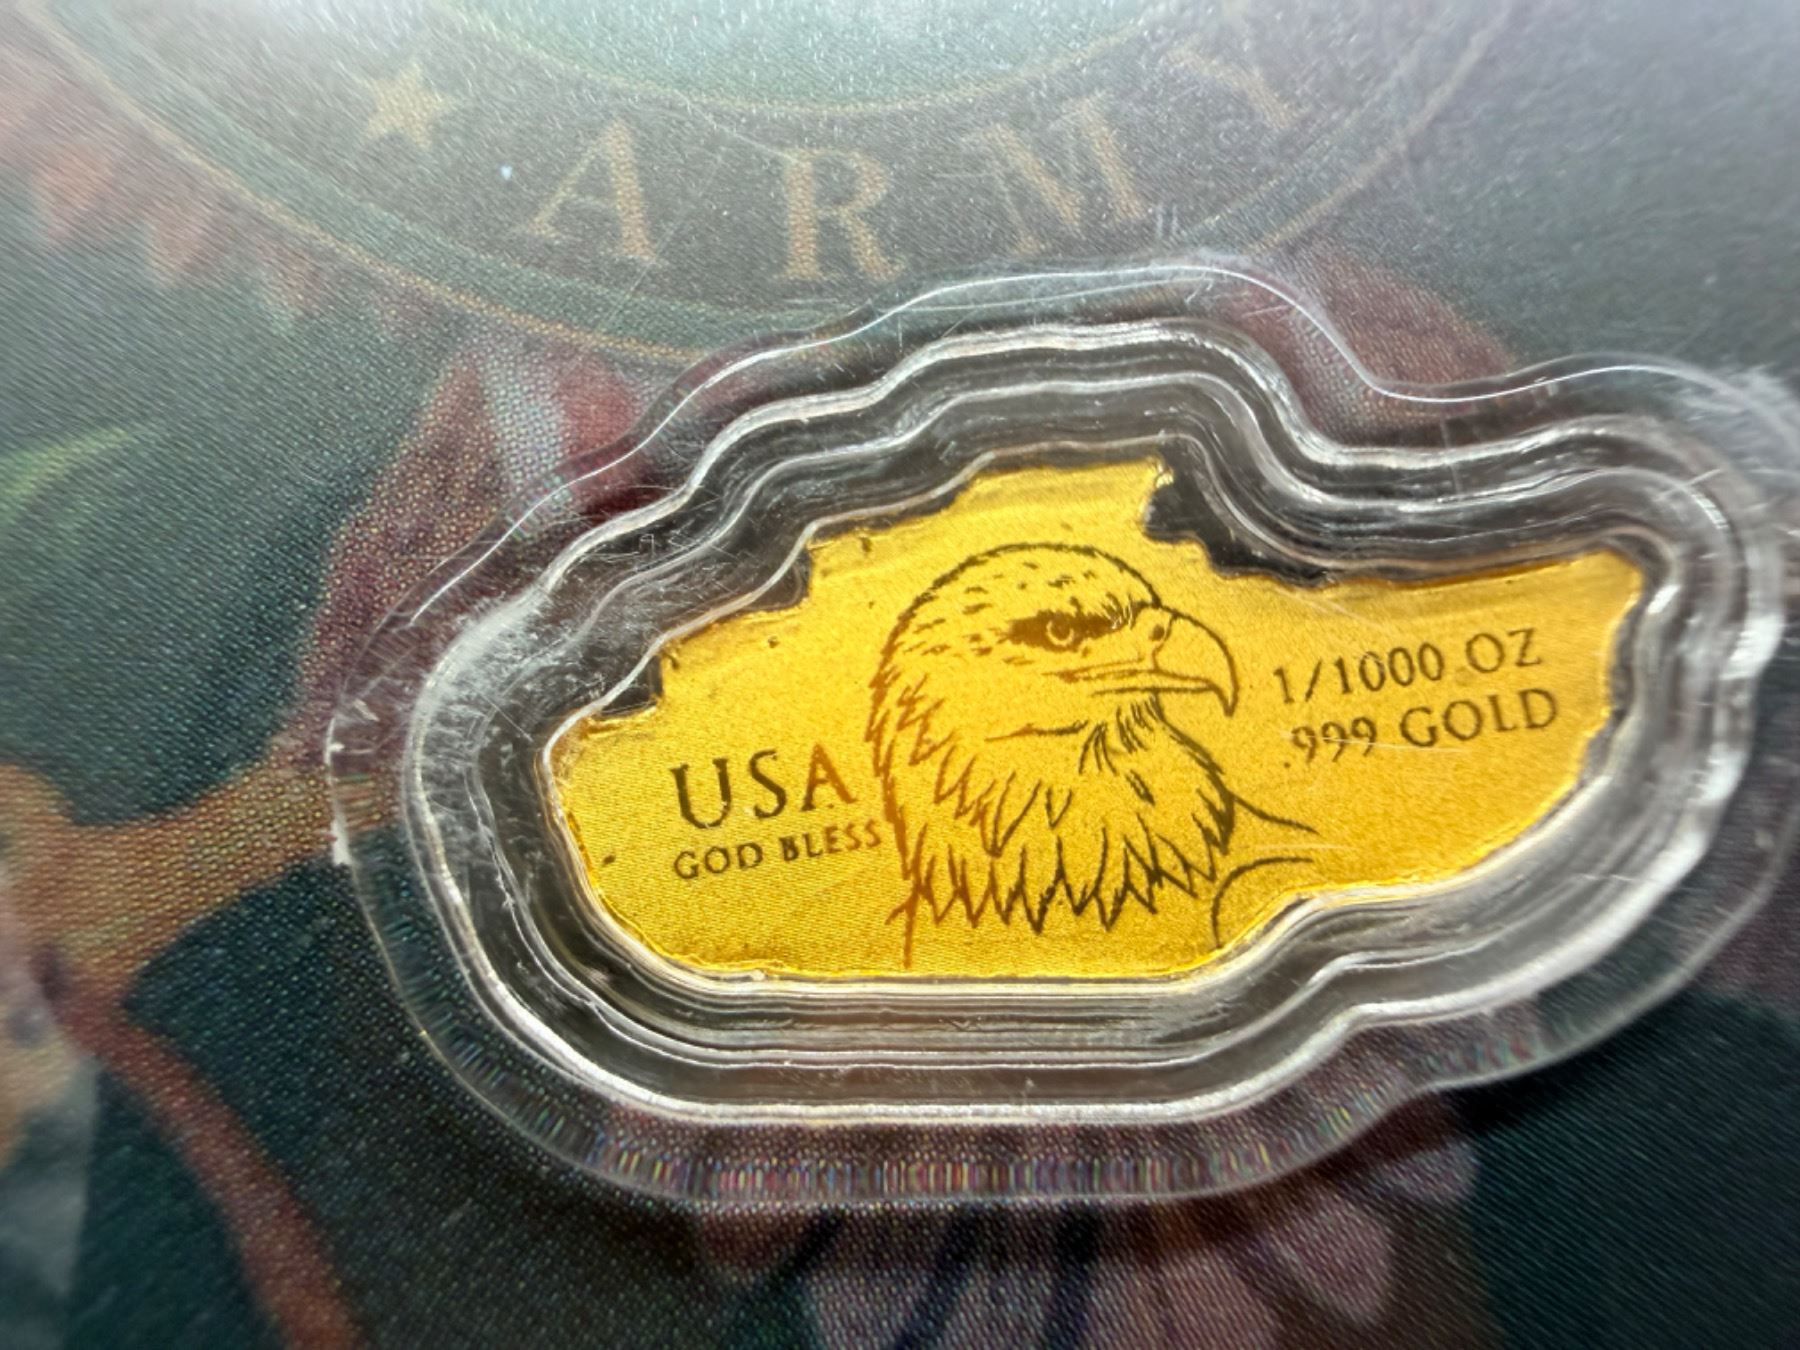 ARMY
USA
GOD BLESS
1/1000 OZ
.999 GOLD